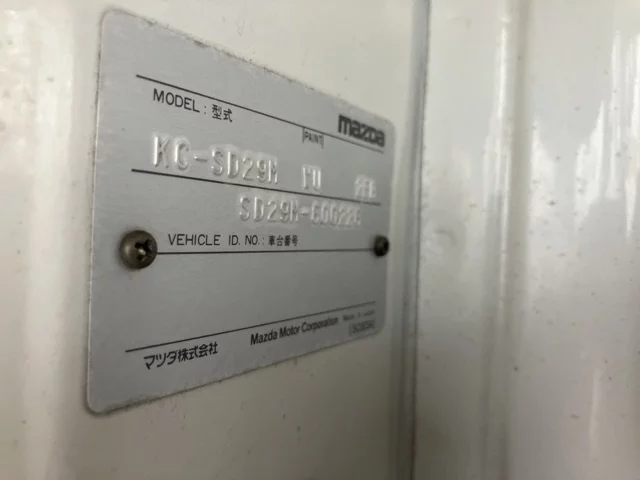 MODEL : 型式
PAINT
mazda
KC-SD29M
SD29M-
VEHICLE ID. NO. : 車台番号
Mazda Motor Corporation
マツダ株式会社